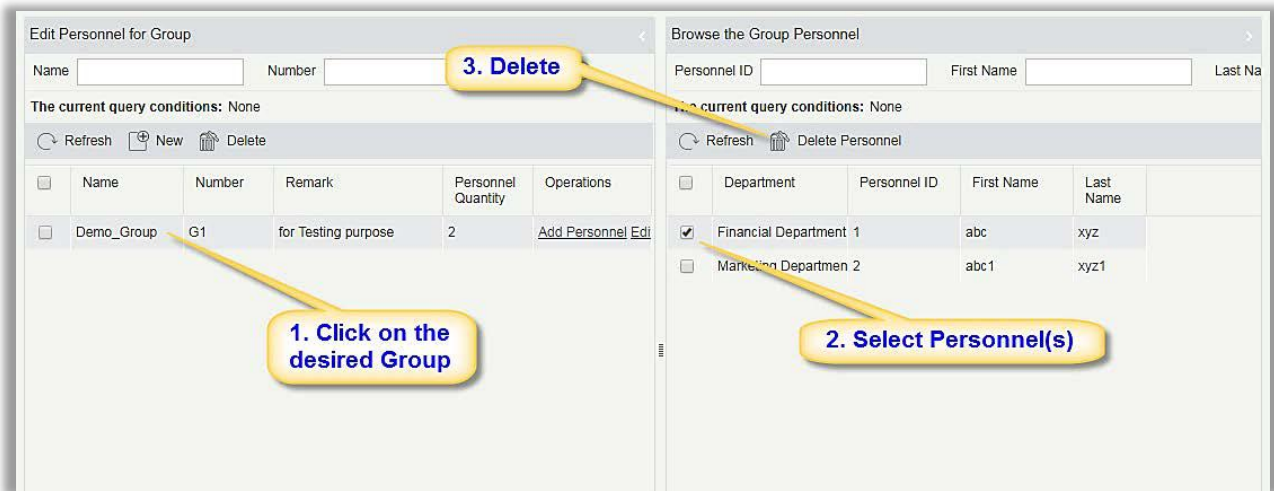 Edit Personnel for Group
Name
Number
The current query conditions: None
Refresh New Delete
Name Number Remark Personnel Quantity Operations
Demo_Group G1 for Testing purpose 2 Add Personnel Edi
1. Click on the
desired Group
3. Delete
Browse the Group Personnel
Personnel ID First Name Last Na
The current query conditions: None
Refresh Delete Personnel
Department Personnel ID First Name Last Name
Financial Department 1 abc xyz
Marketing Departmen 2 abc1 xyz1
2. Select Personnel(s)